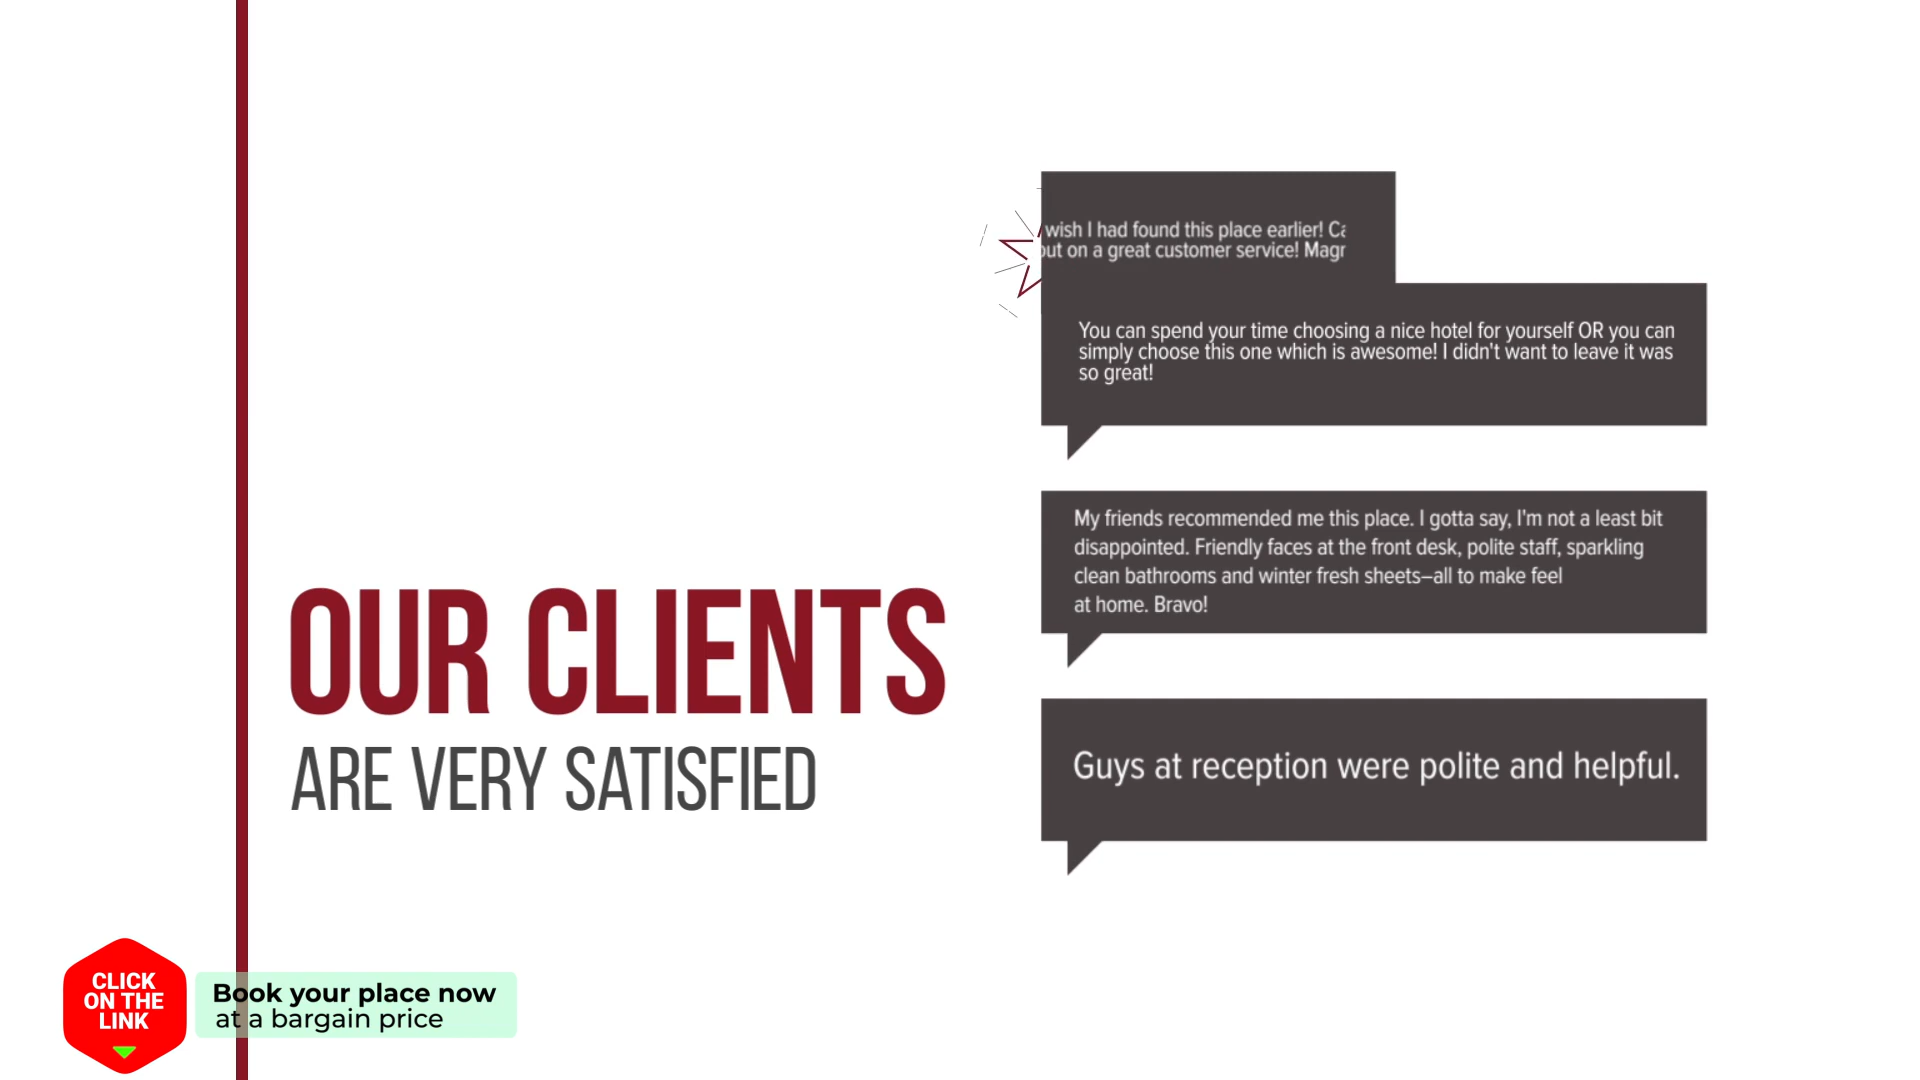 wish I had found this place earlier!
on a great customer service!
You can spend your time choosing a nice hotel for yourself OR you can
simply choose this one which is awesome! I didn't want to leave it was
so great!
My friends recommended me this place. I gotta say, I'm not a least bit
disappointed. Friendly faces at the front desk, polite staff, sparkling
clean bathrooms and winter fresh sheets–all to make feel
at home. Bravo!
Guys at reception were polite and helpful.
OUR CLIENTS
ARE VERY SATISFIED
CLICK
ON THE
LINK
Book your place now
at a bargain price